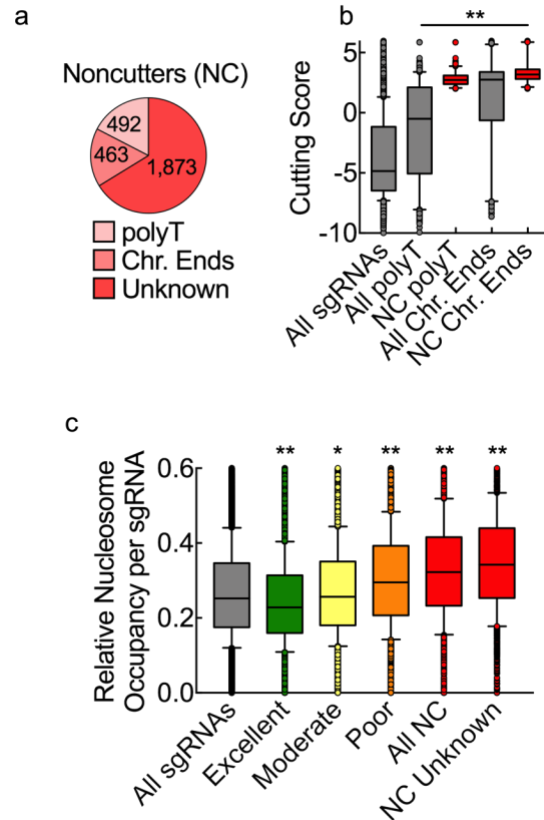 a
Noncutters (NC)
492
463
1,873
polyT
Chr. Ends
Unknown
b
**
Cutting Score
5
0
-5
-10
All sgRNAs
All polyT
NC polyT
All Chr. Ends
NC Chr. Ends
c
** * ** ** **
Relative Nucleosome
Occupancy per sgRNA
0.6
0.4
0.2
0.0
All sgRNAs
Excellent
Moderate
Poor
All NC
NC Unknown